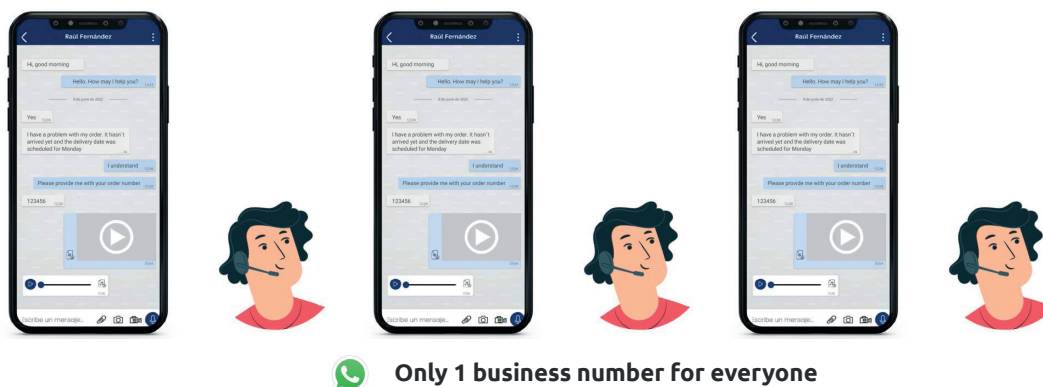 Raúl Fernández
Hi, good morning
Hello. How may I help you?
Yes
I have a problem with my order. It hasn´t
arrived yet and the delivery date was
scheduled for Monday
I understand
Please provide me with your order number
123456
Escribe un mensaje..
Raúl Fernández
Hi, good morning
Hello. How may I help you?
Yes
I have a problem with my order. It hasn´t
arrived yet and the delivery date was
scheduled for Monday
I understand
Please provide me with your order number
123456
Escribe un mensaje..
Raúl Fernández
Hi, good morning
Hello. How may I help you?
Yes
I have a problem with my order. It hasn´t
arrived yet and the delivery date was
scheduled for Monday
I understand
Please provide me with your order number
123456
Escribe un mensaje..
Only 1 business number for everyone